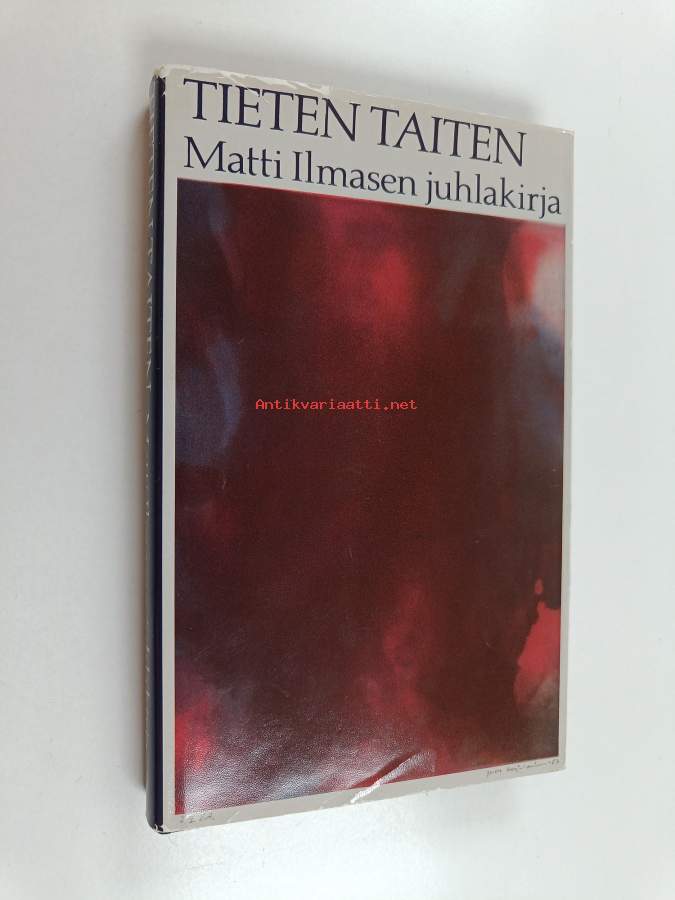 TIETEN TAITEN
Matti Ilmasen juhlakirja
Antikvariaatti.net